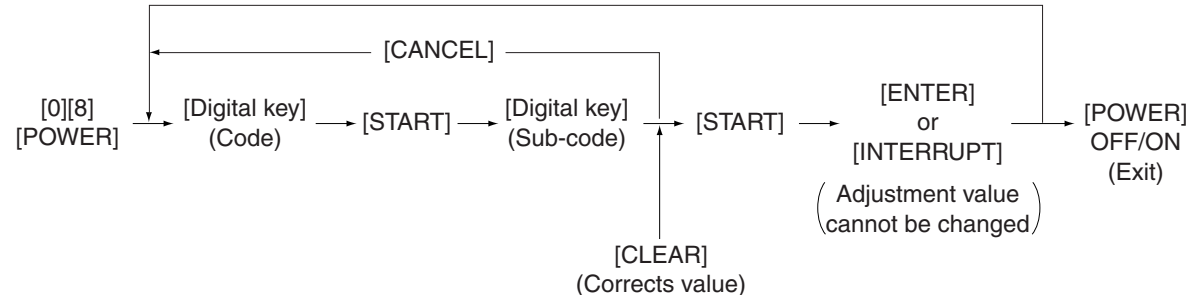 [CANCEL]
[0][8]
[POWER]
[Digital key]
(Code)
[START]
[Digital key]
(Sub-code)
[START]
[ENTER]
or
[INTERRUPT]
(Adjustment value
cannot be changed)
[POWER]
OFF/ON
(Exit)
[CLEAR]
(Corrects value)